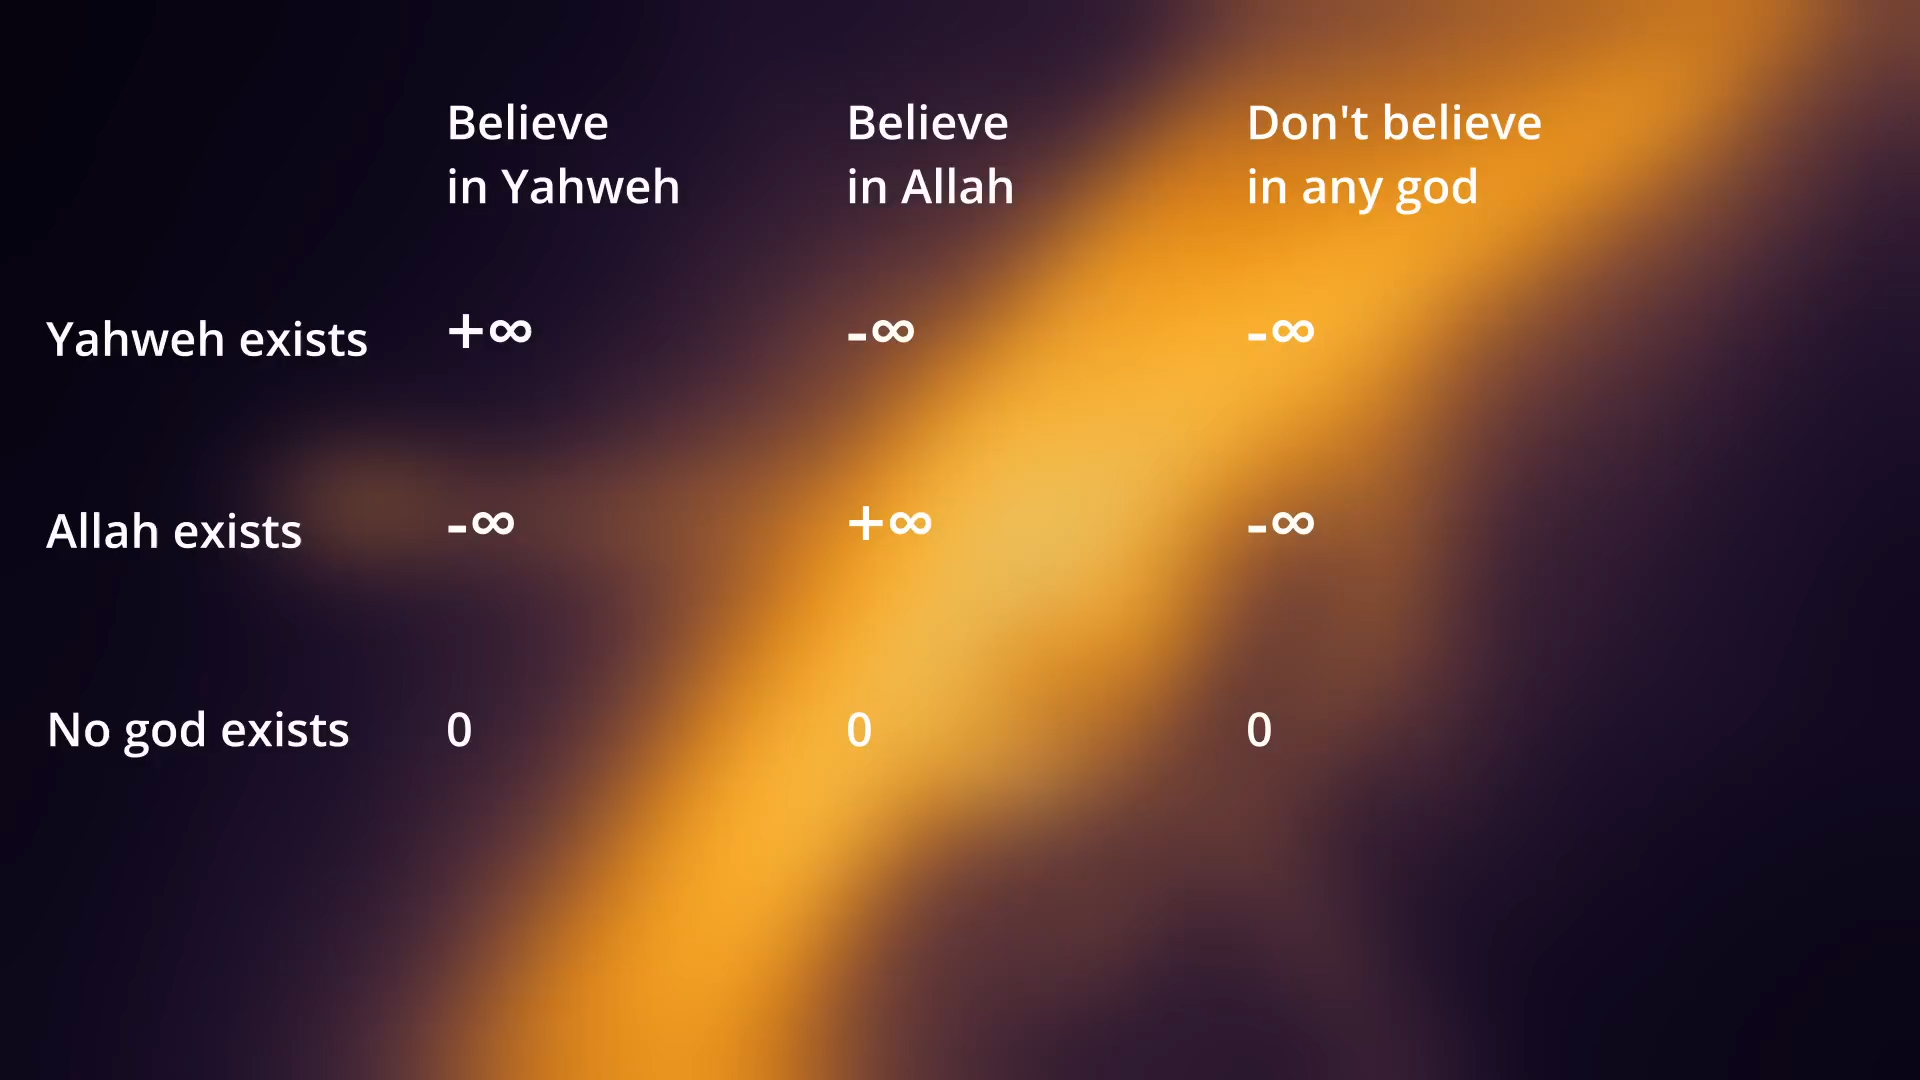 Believe
in Yahweh
Believe
in Allah
Don't believe
in any god
Yahweh exists +∞ -∞ -∞
Allah exists -∞ +∞ -∞
No god exists 0 0 0